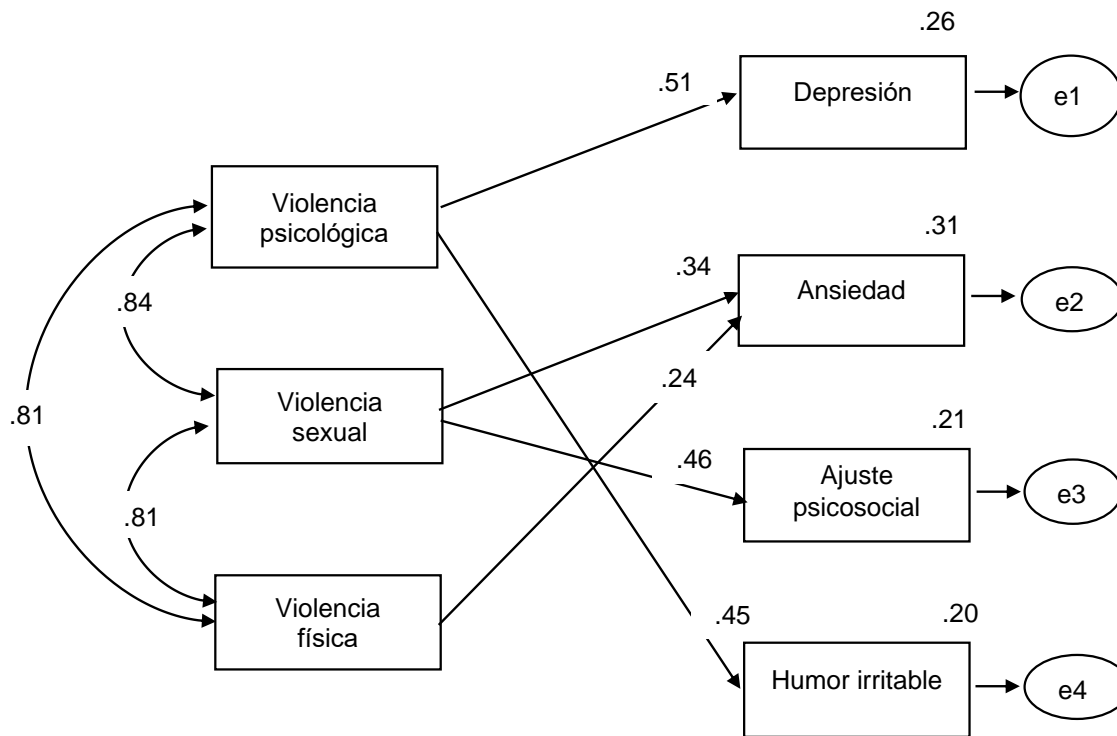 .26
.51
Depresión
e1
Violencia
psicológica
.31
.34
Ansiedad
e2
.84
.24
.81
Violencia
sexual
.21
.46
Ajuste
psicosocial
e3
.81
Violencia
física
.45
.20
Humor irritable
e4